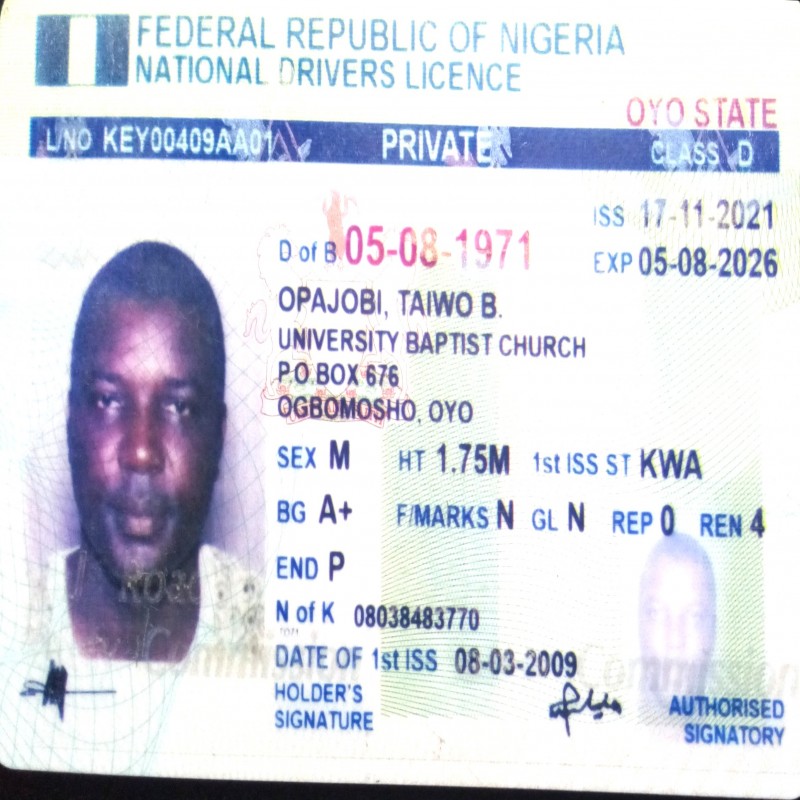 FEDERAL REPUBLIC OF NIGERIA
NATIONAL DRIVERS LICENCE
OYO STATE
L/NO KEY00409AA01 PRIVATE CLASS D
ISS 17-11-2021
D of B 05-08-1971 EXP 05-08-2026
OPAJOBI, TAIWO B.
UNIVERSITY BAPTIST CHURCH
P.O.BOX 676
OGBOMOSHO, OYO
SEX M HT 1.75M 1st ISS ST KWA
BG A+ F/MARKS N GL N REP 0 REN 4
END P
N of K 08038483770
DATE OF 1st ISS 08-03-2009
HOLDER'S SIGNATURE
AUTHORISED SIGNATORY